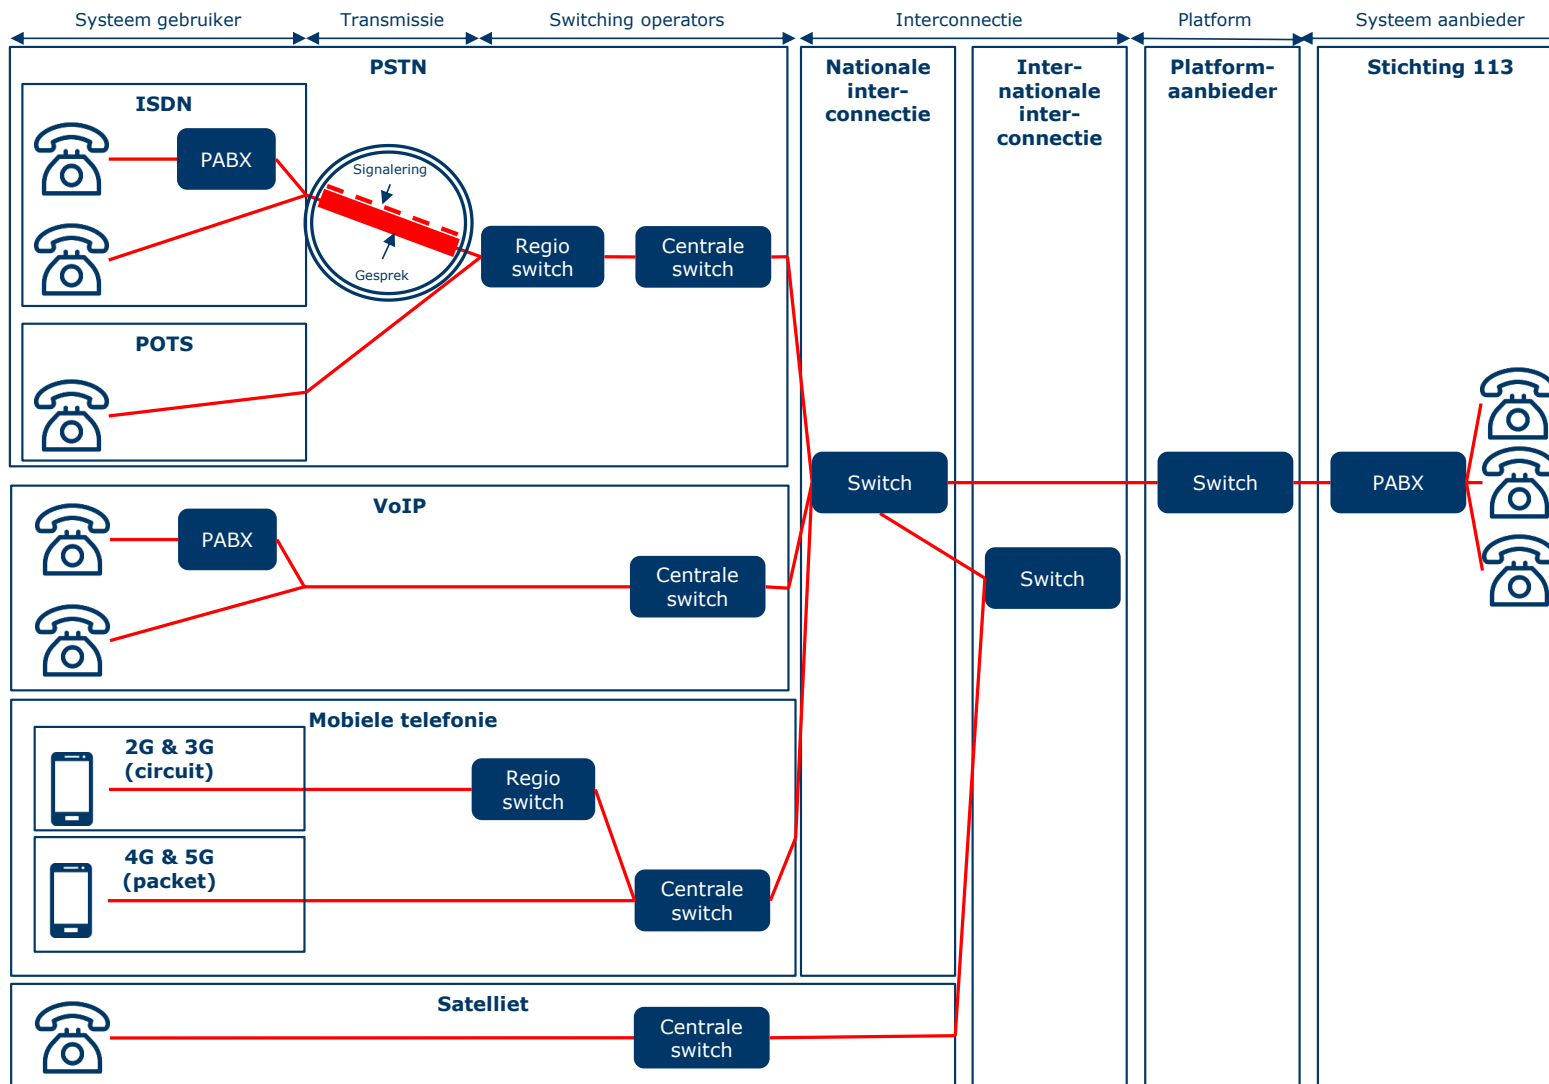 Systeem gebruiker
Transmissie
Switching operators
Interconnectie
Platform
Systeem aanbieder
PSTN
Nationale
inter-
connectie
Inter-
nationale
inter-
connectie
Platform-
aanbieder
Stichting 113
ISDN
PABX
Signalering
Gesprek
Regio
switch
Centrale
switch
POTS
Switch
Switch
PABX
VoIP
PABX
Centrale
switch
Switch
Mobiele telefonie
2G & 3G
(circuit)
Regio
switch
4G & 5G
(packet)
Centrale
switch
Satelliet
Centrale
switch